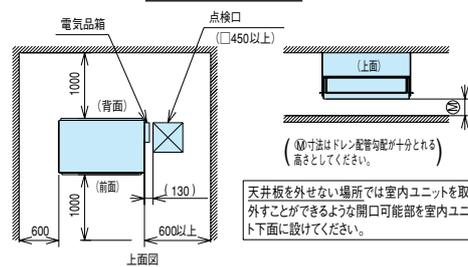 電気品箱
点検口
(□450以上)
1000
(背面)
(前面)
(130)
1000
600
600以上
上面図
(上面)
Ⓜ
(Ⓜ寸法はドレン配管勾配が十分とれる
高さとしてください。)
天井板を外せない場所では室内ユニットを取
外すことができるような開口可能部を室内ユニ
ト下面に設けてください。